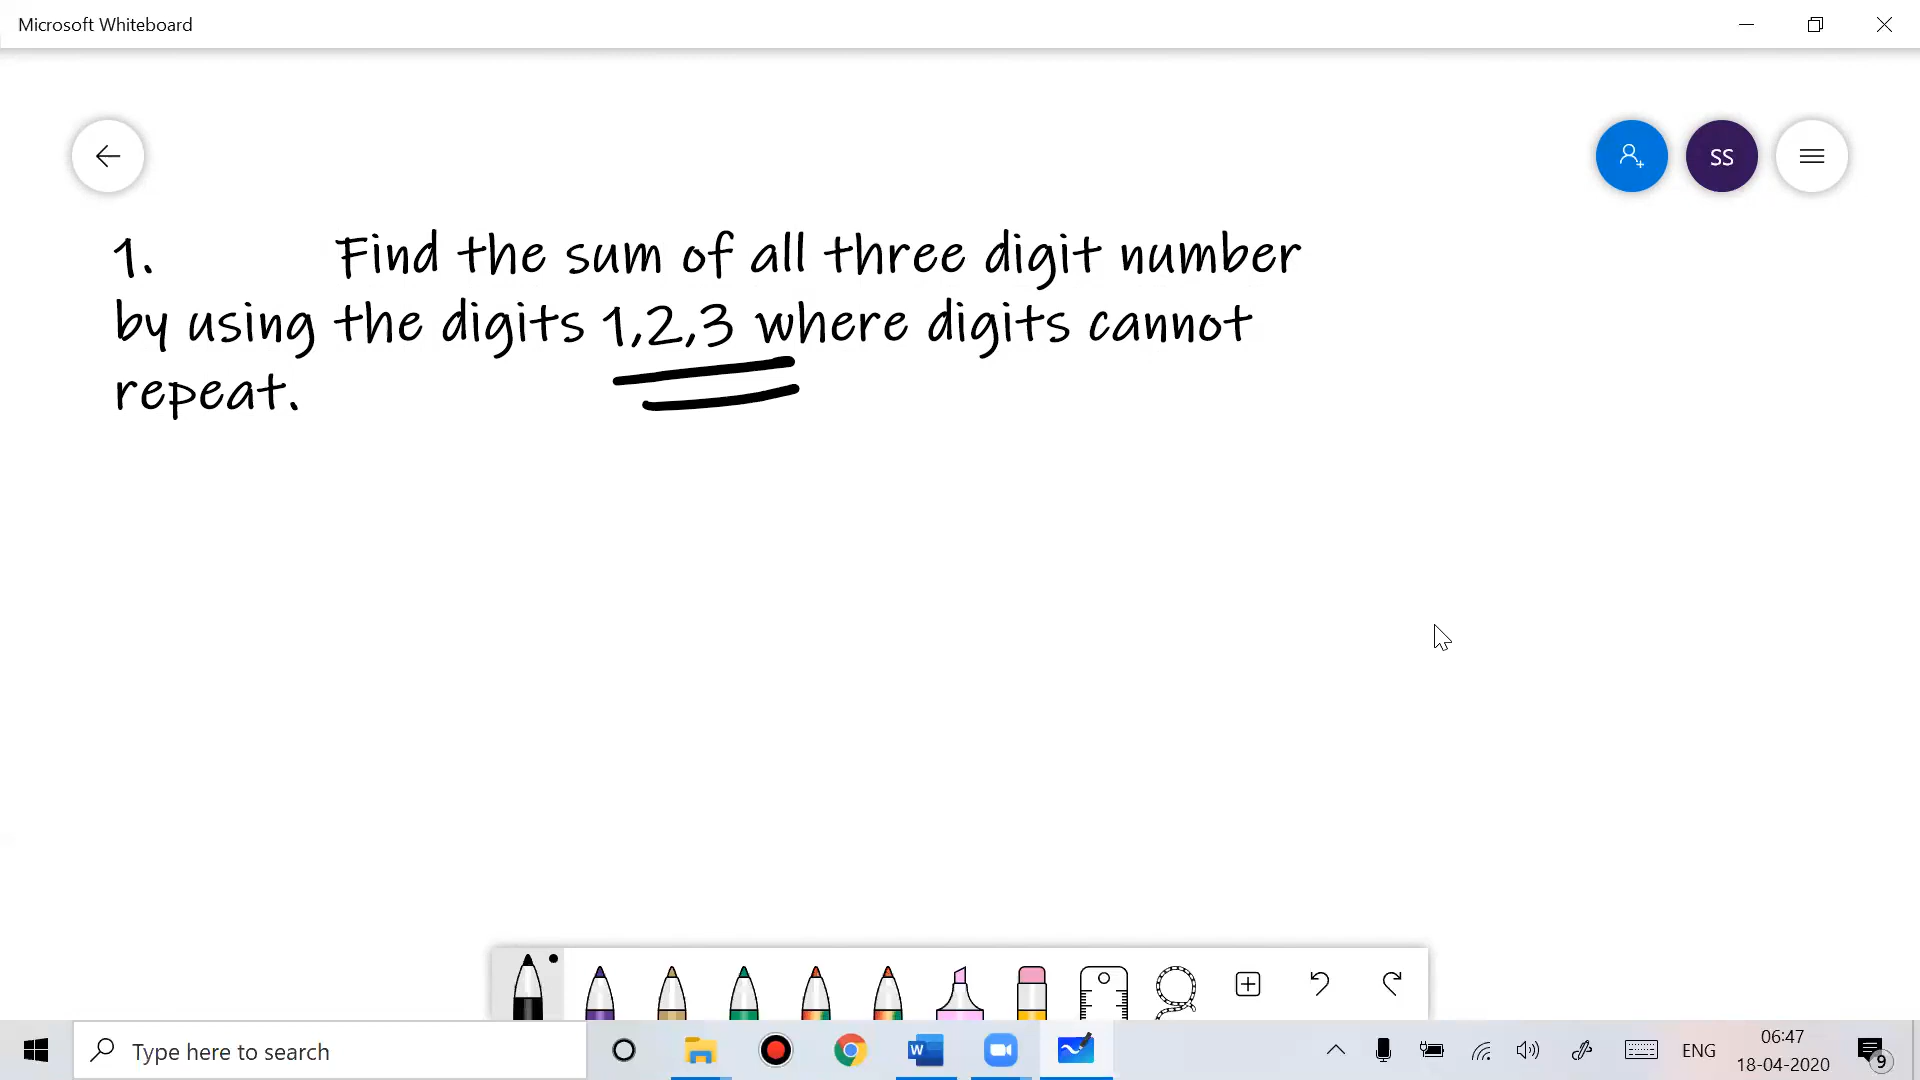 Microsoft Whiteboard
SS
1. Find the sum of all three digit number
by using the digits 1,2,3 where digits cannot
repeat.
Type here to search
W
ENG
06:47
18-04-2020
9